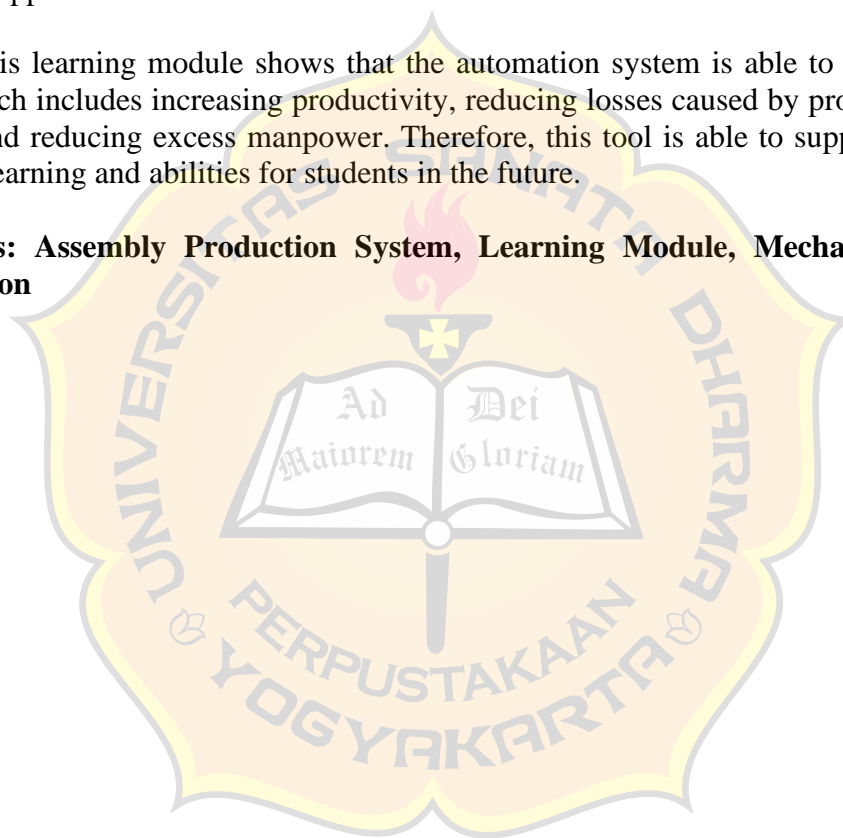 is learning module shows that the automation system is able to
ch includes increasing productivity, reducing losses caused by pro
nd reducing excess manpower. Therefore, this tool is able to supp
earning and abilities for students in the future.
s: Assembly Production System, Learning Module, Mecha
on
UNIVERSITAS SANATA DHARMA
Ad Dei
Maiorem Gloriam
PERPUSTAKAAN
YOGYAKARTA